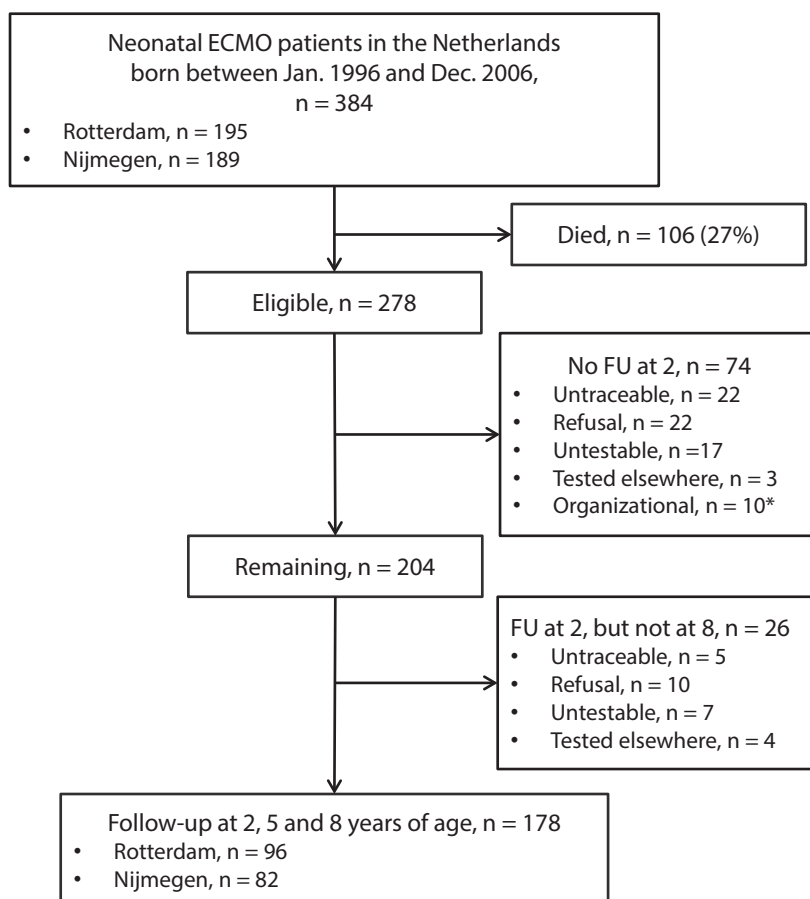 Neonatal ECMO patients in the Netherlands
born between Jan. 1996 and Dec. 2006,
n = 384
• Rotterdam, n = 195
• Nijmegen, n = 189
Died, n = 106 (27%)
Eligible, n = 278
No FU at 2, n = 74
• Untraceable, n = 22
• Refusal, n = 22
• Untestable, n =17
• Tested elsewhere, n = 3
• Organizational, n = 10*
Remaining, n = 204
FU at 2, but not at 8, n = 26
• Untraceable, n = 5
• Refusal, n = 10
• Untestable, n = 7
• Tested elsewhere, n = 4
Follow-up at 2, 5 and 8 years of age, n = 178
• Rotterdam, n = 96
• Nijmegen, n = 82